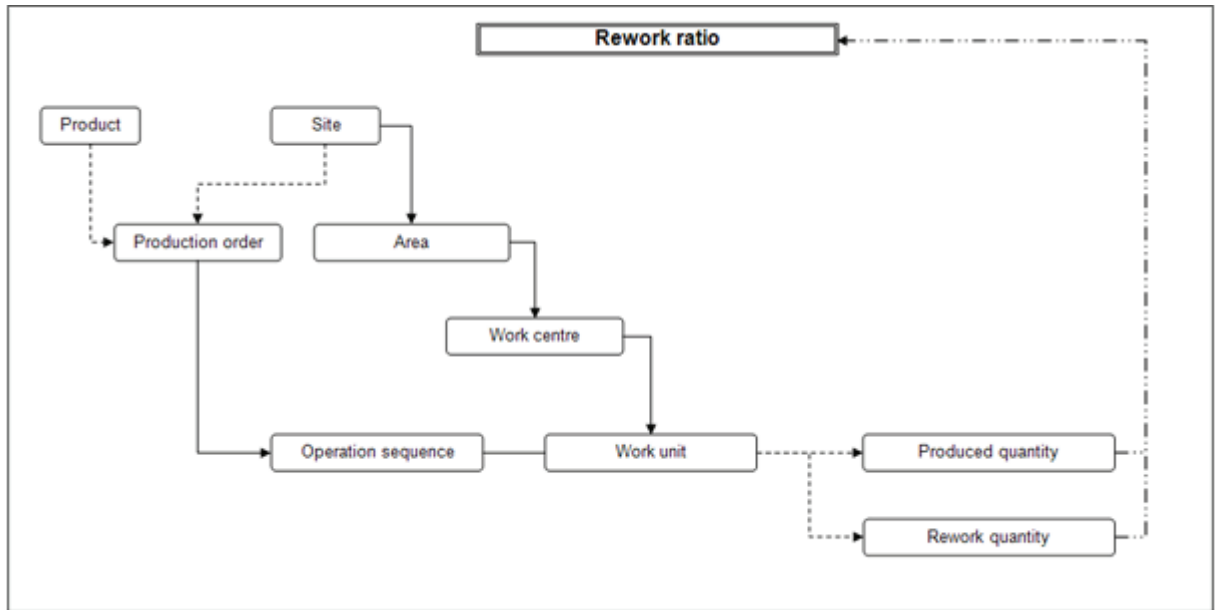 Rework ratio
Product
Site
Production order
Area
Work centre
Operation sequence
Work unit
Produced quantity
Rework quantity